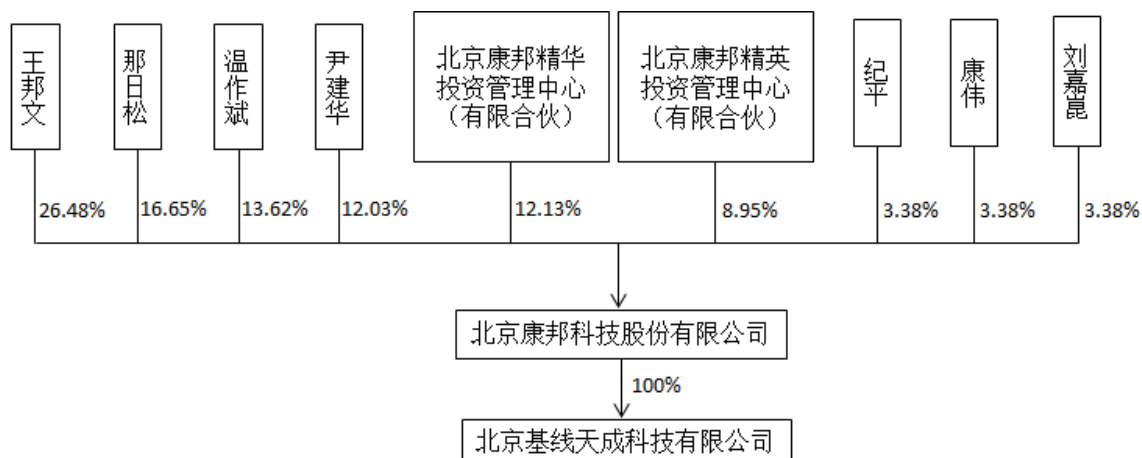 王邦文
那日松
温作斌
尹建华
北京康邦精华
投资管理中心
（有限合伙）
北京康邦精英
投资管理中心
（有限合伙）
纪平
康伟
刘嘉崑
26.48%
16.65%
13.62%
12.03%
12.13%
8.95%
3.38%
3.38%
3.38%
北京康邦科技股份有限公司
100%
北京基线天成科技有限公司